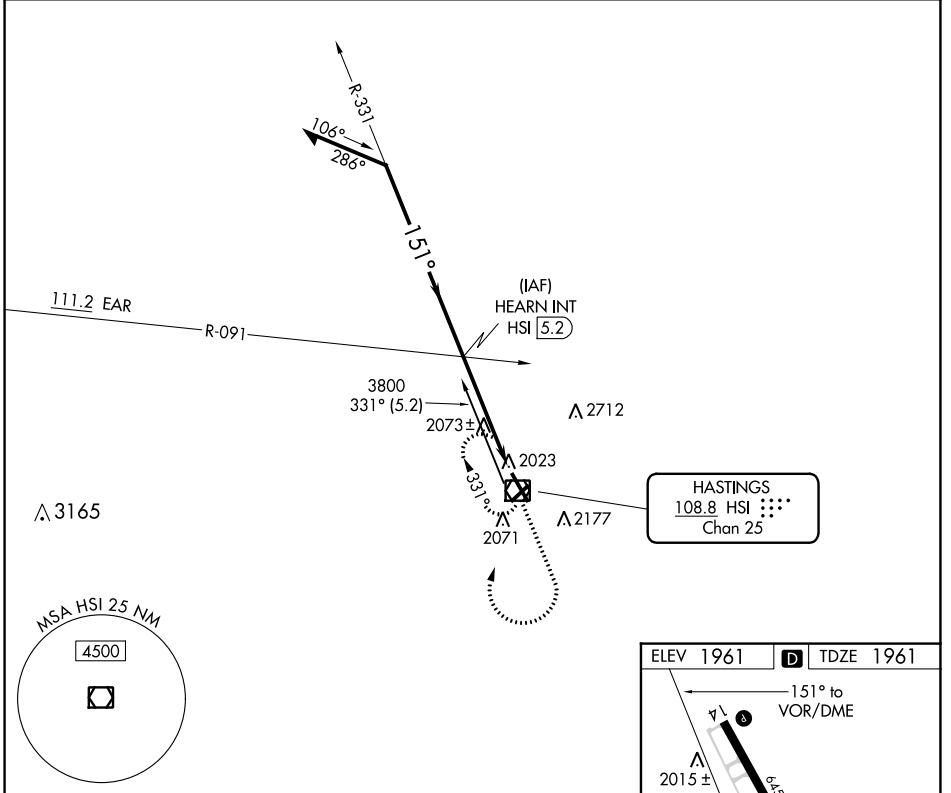 R-331
106°
286°
151°
(IAF)
HEARN INT
HSI 5.2
111.2 EAR
R-091
3800
331° (5.2)
2712
2073±
2023
331°
HASTINGS
108.8 HSI
Chan 25
3165
2071
2177
MSA HSI 25 NM
4500
ELEV 1961 D TDZE 1961
151° to
VOR/DME
14
P
2015 ±